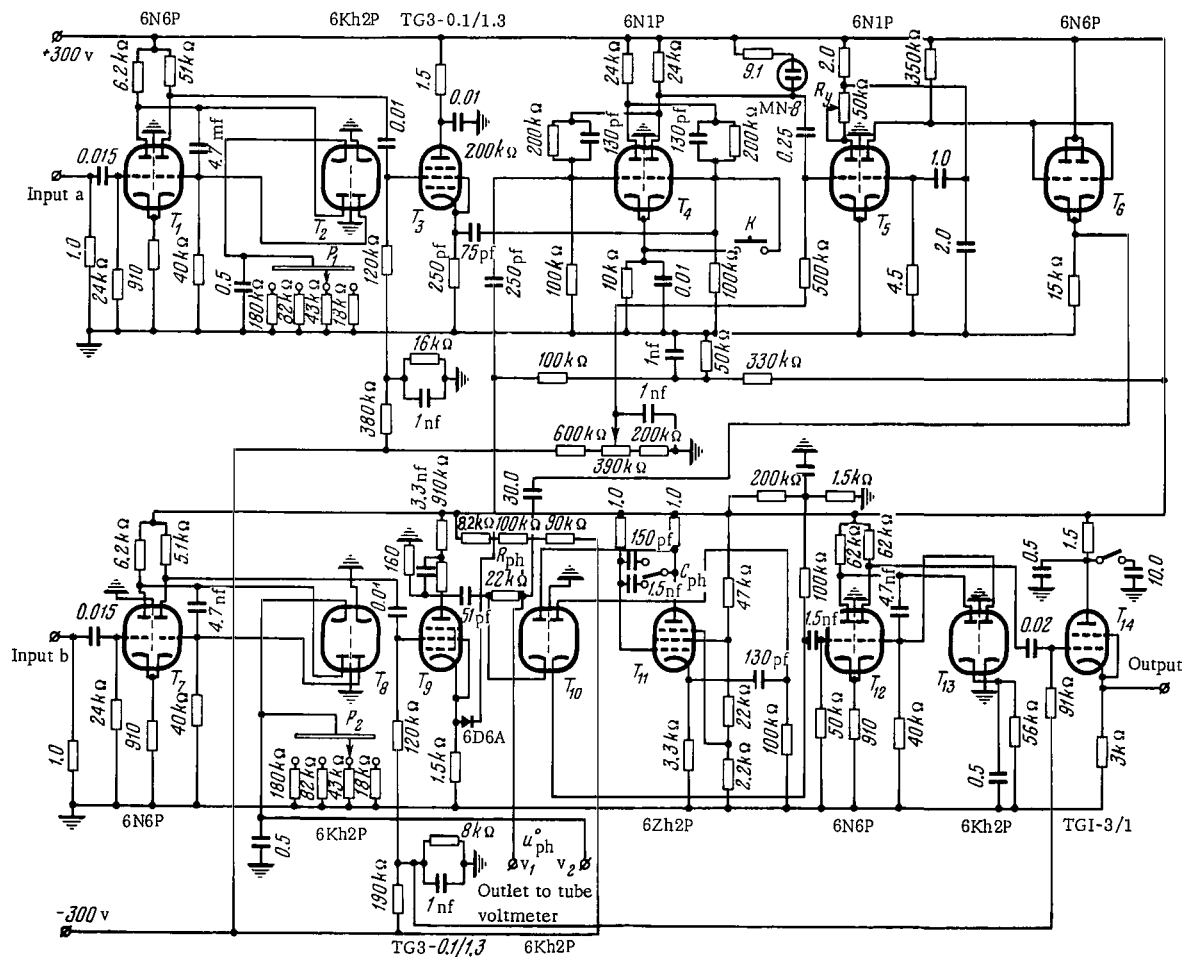 6N6P 6Kh2P TG3-0.1/1.3 6N1P 6N1P 6N6P
+300 v
6.2kΩ
51kΩ
1.5
24kΩ
24kΩ
9.1
MN-8
2.0
350kΩ
4.7mf
0.01
0.01
200kΩ
200kΩ
130pf
130pf
200kΩ
0.25
Ry
50kΩ
0.015
Input a
T1
T2
T3
T4
T5
1.0
T6
K
75pf
1.0
24kΩ
910
40kΩ
0.5
P1
180kΩ
82kΩ
43kΩ
18kΩ
120kΩ
250pf
250pf
100kΩ
10kΩ
0.01
100kΩ
500kΩ
4.5
2.0
15kΩ
16kΩ
1nf
380kΩ
100kΩ
1nf
50kΩ
330kΩ
1nf
600kΩ
390kΩ
200kΩ
3.3nf
910kΩ
30.0
200kΩ
1.5kΩ
6.2kΩ
5.1kΩ
8.2kΩ
100kΩ
90kΩ
1.0
1.0
160
Rph
22kΩ
150pf
1.5nf
Cph
100kΩ
62kΩ
62kΩ
0.5
1.5
10.0
4.7nf
0.01
51pf
47kΩ
1.5nf
4.7nf
0.015
Input b
T7
T8
T9
T10
T11
130pf
T12
T13
0.02
T14
Output
1.0
24kΩ
910
40kΩ
P2
180kΩ
82kΩ
43kΩ
18kΩ
120kΩ
6D6A
1.5kΩ
3.3kΩ
22kΩ
2.2kΩ
100kΩ
50kΩ
910
40kΩ
0.5
56kΩ
91kΩ
3kΩ
6N6P 6Kh2P 6Zh2P 6N6P 6Kh2P TGI-3/1
0.5
8kΩ
u°ph
v1 v2
Outlet to tube
voltmeter
190kΩ
1nf
-300 v
TG3-0.1/1,3 6Kh2P